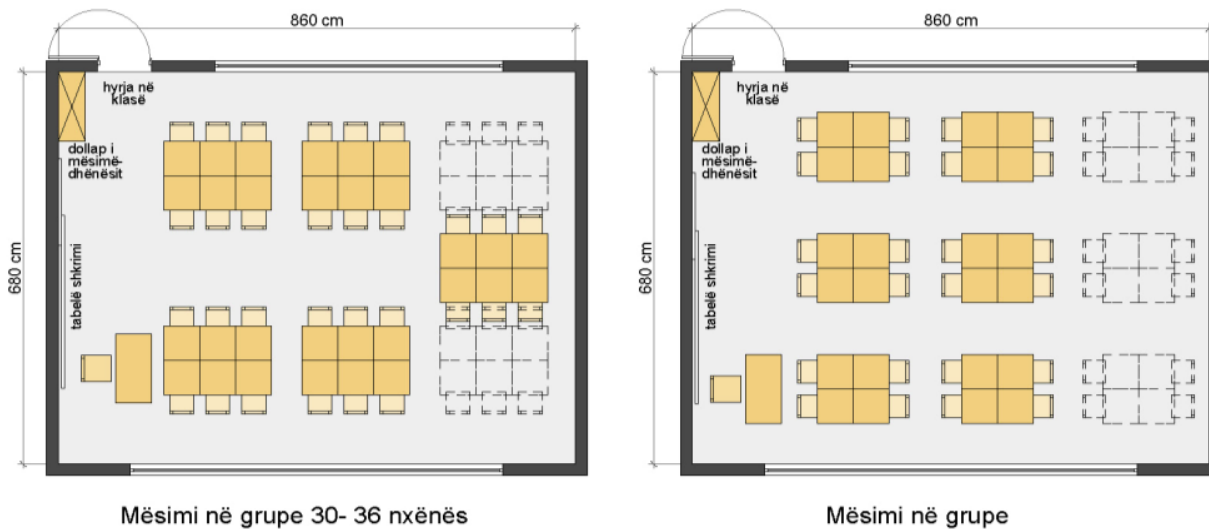 860 cm
hyrja në
klasë
dollap i
mësimë-
dhënësit
680 cm
tabelë shkrimi
Mësimi në grupe 30- 36 nxënës
860 cm
hyrja në
klasë
dollap i
mësimë-
dhënësit
680 cm
tabelë shkrimi
Mësimi në grupe